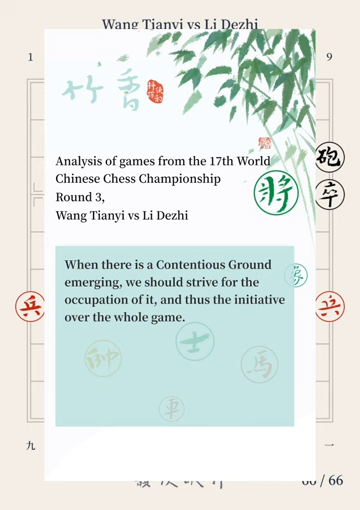 Wang Tianyi vs Li Dezhi
1
9
竹香
Analysis of games from the 17th World
Chinese Chess Championship
Round 3,
Wang Tianyi vs Li Dezhi
砲
將
卒
When there is a Contentious Ground
emerging, we should strive for the
occupation of it, and thus the initiative
over the whole game.
兵
兵
士
帥
馬
車
九
一
66 / 66